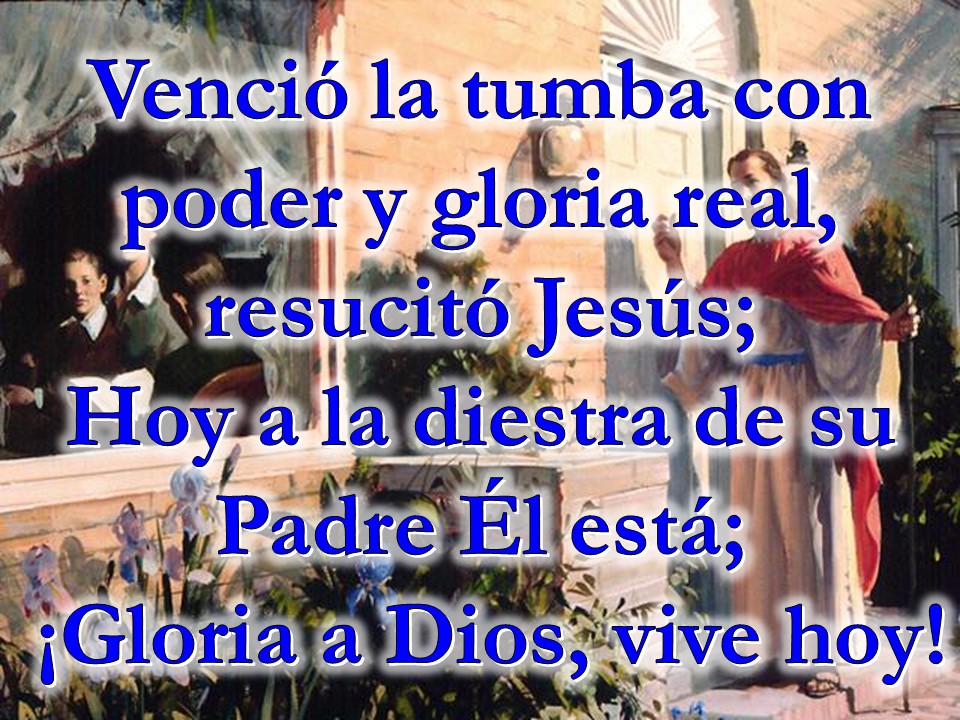 Venció la tumba con
poder y gloria real,
resucitó Jesús;
Hoy a la diestra de su
Padre Él está;
¡Gloria a Dios, vive hoy!